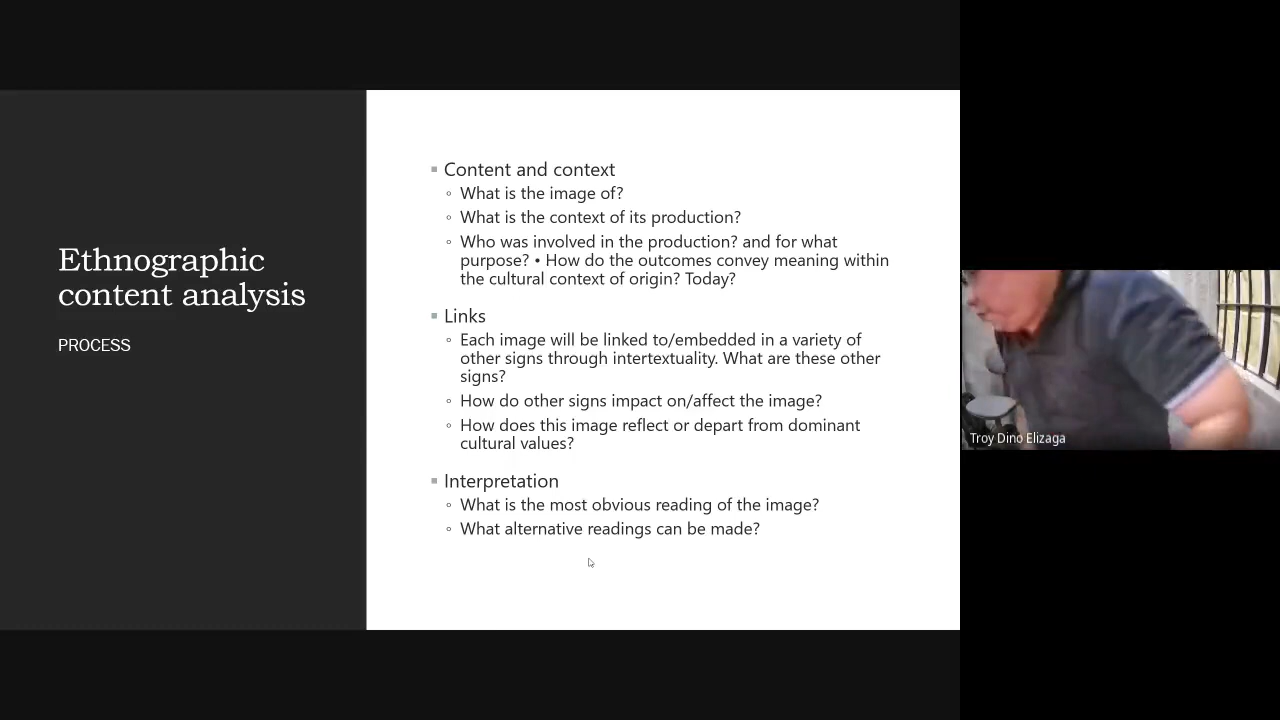 Ethnographic
content analysis
PROCESS
Content and context
What is the image of?
What is the context of its production?
Who was involved in the production? and for what
purpose? • How do the outcomes convey meaning within
the cultural context of origin? Today?
Links
Each image will be linked to/embedded in a variety of
other signs through intertextuality. What are these other
signs?
How do other signs impact on/affect the image?
How does this image reflect or depart from dominant
cultural values?
Interpretation
What is the most obvious reading of the image?
What alternative readings can be made?
Troy Dino Elizaga